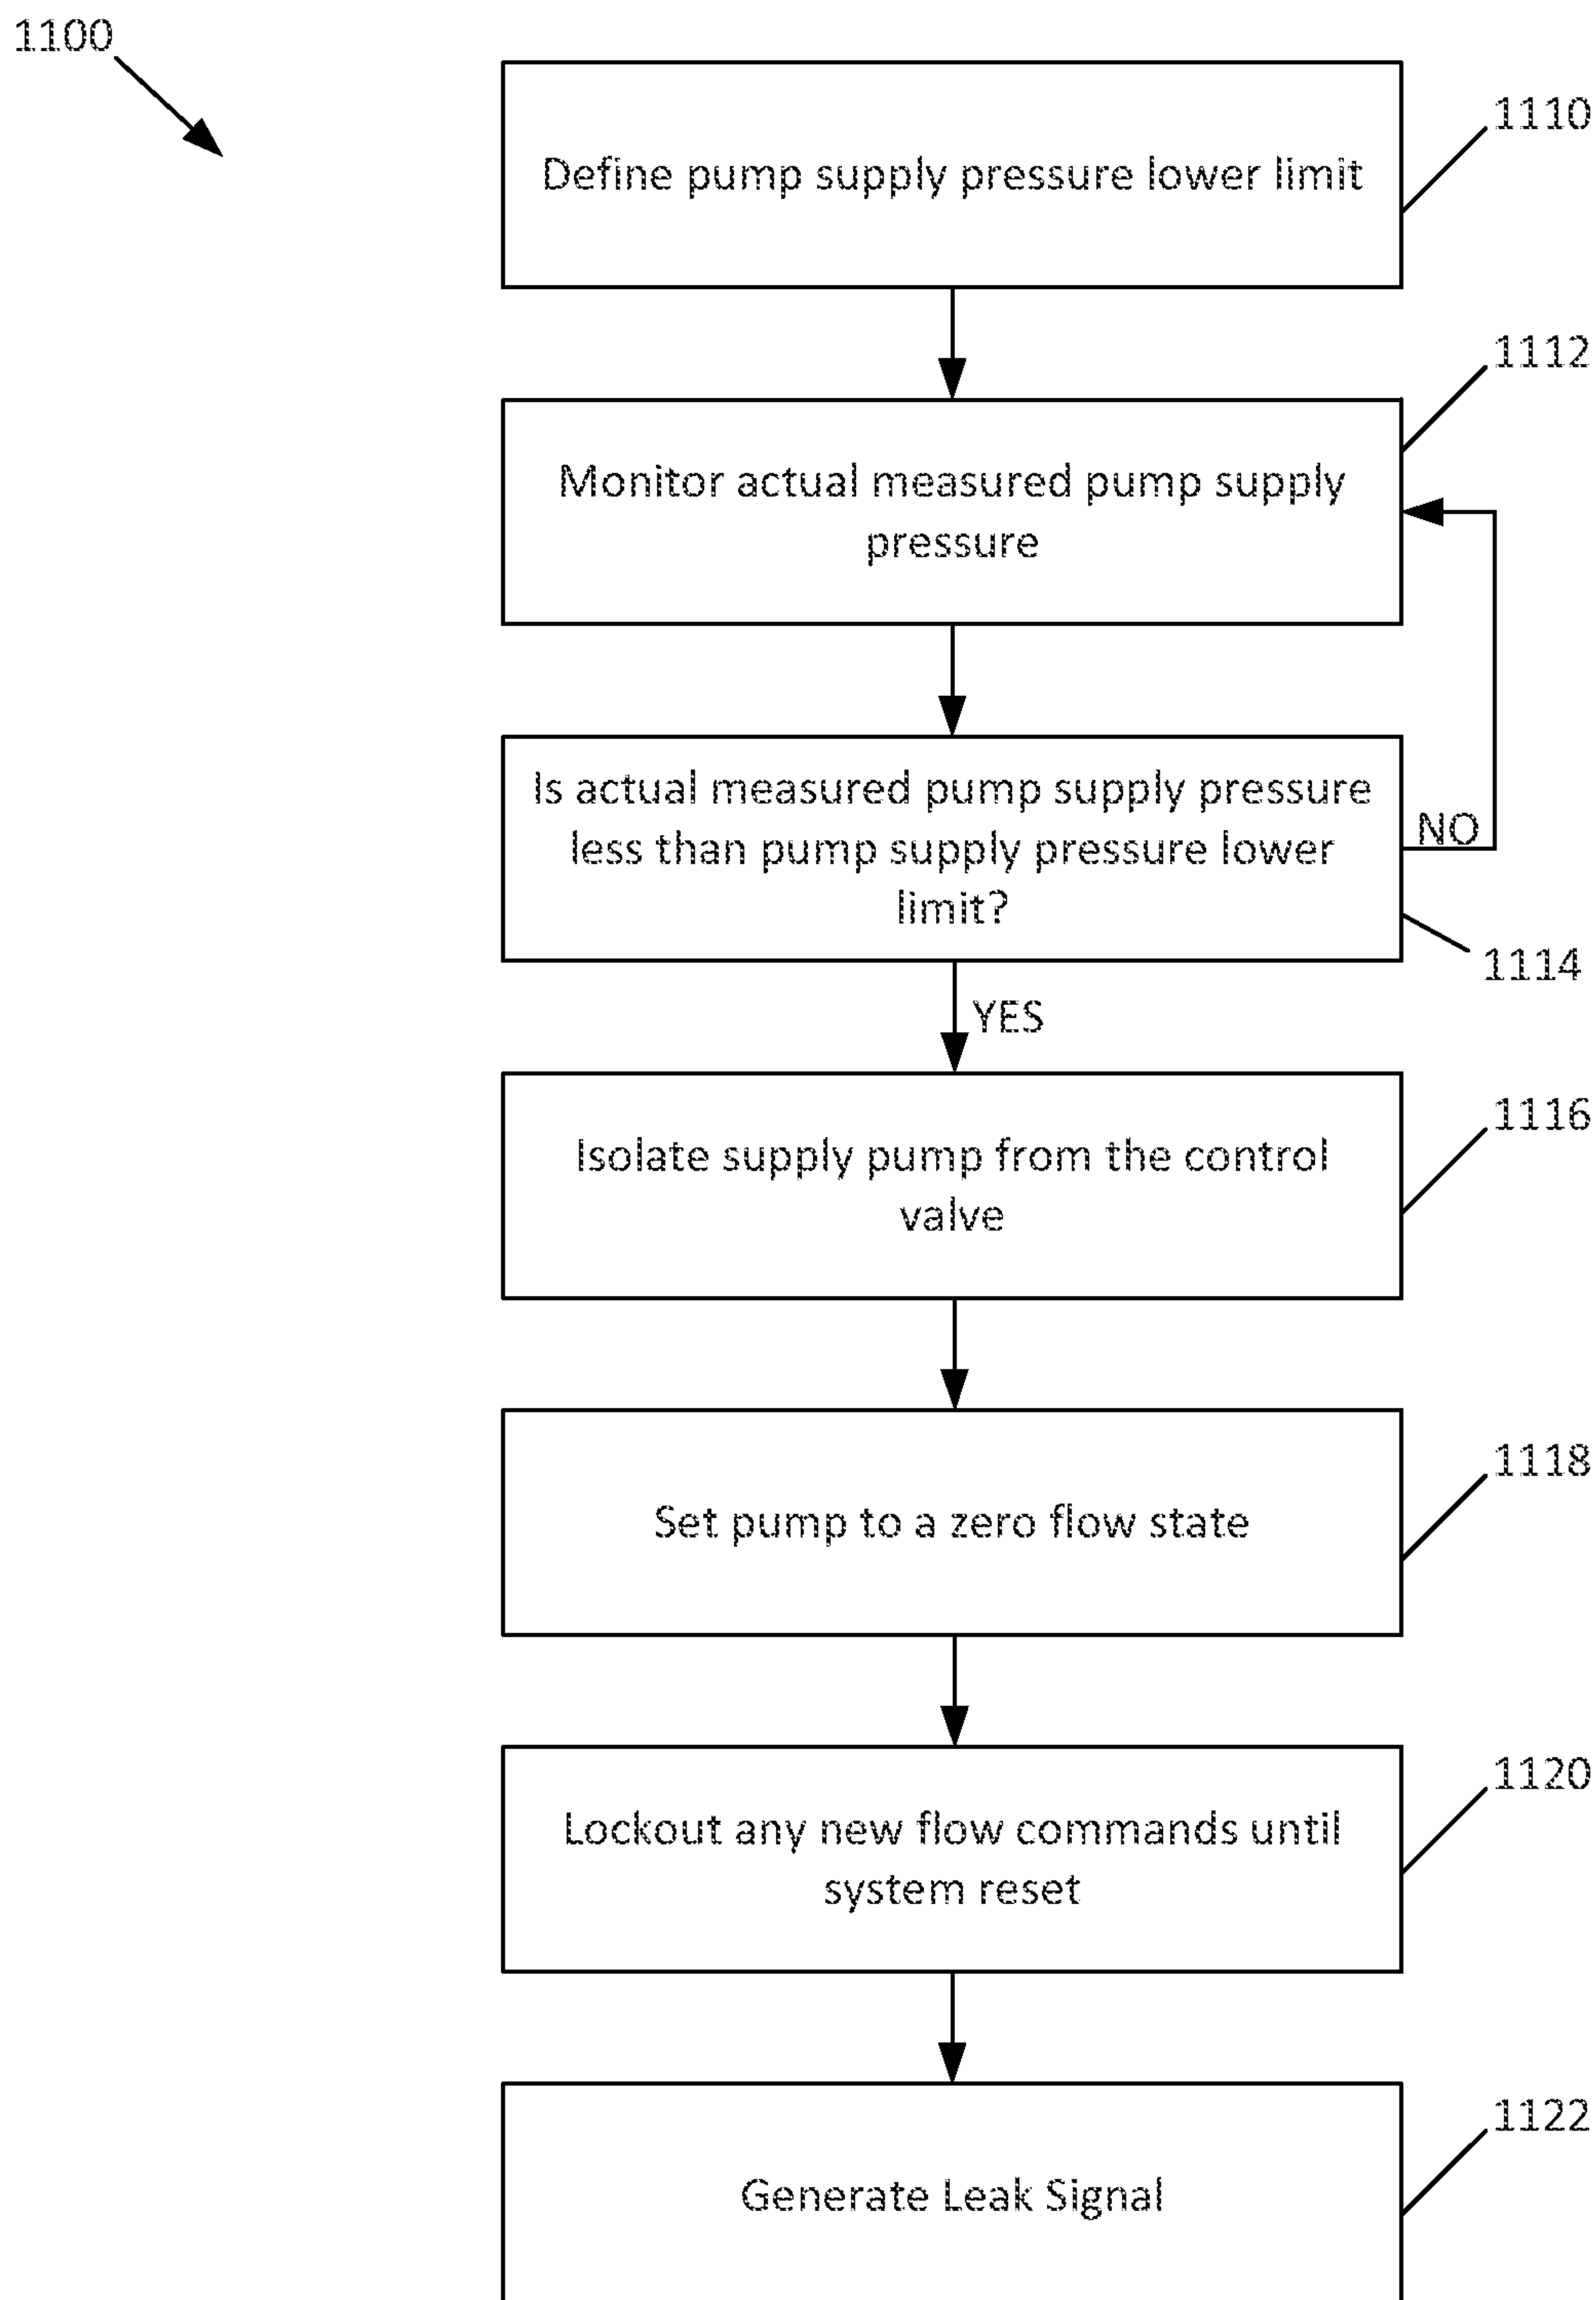 1100
1110
Define pump supply pressure lower limit
1112
Monitor actual measured pump supply
pressure
Is actual measured pump supply pressure
less than pump supply pressure lower
limit?
NO
1114
YES
1116
Isolate supply pump from the control
valve
1118
Set pump to a zero flow state
1120
Lockout any new flow commands until
system reset
1122
Generate Leak Signal